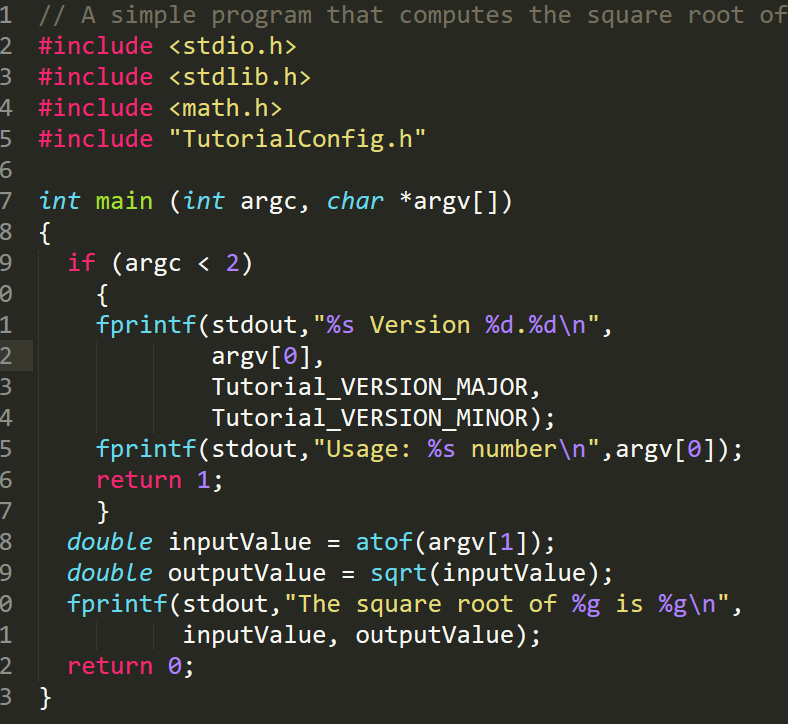 1 // A simple program that computes the square root of
2 #include <stdio.h>
3 #include <stdlib.h>
4 #include <math.h>
5 #include "TutorialConfig.h"
6
7 int main (int argc, char *argv[])
8 {
9   if (argc < 2)
0     {
1     fprintf(stdout,"%s Version %d.%d\n",
2             argv[0],
3             Tutorial_VERSION_MAJOR,
4             Tutorial_VERSION_MINOR);
5     fprintf(stdout,"Usage: %s number\n",argv[0]);
6     return 1;
7     }
8   double inputValue = atof(argv[1]);
9   double outputValue = sqrt(inputValue);
0   fprintf(stdout,"The square root of %g is %g\n",
1           inputValue, outputValue);
2   return 0;
3 }